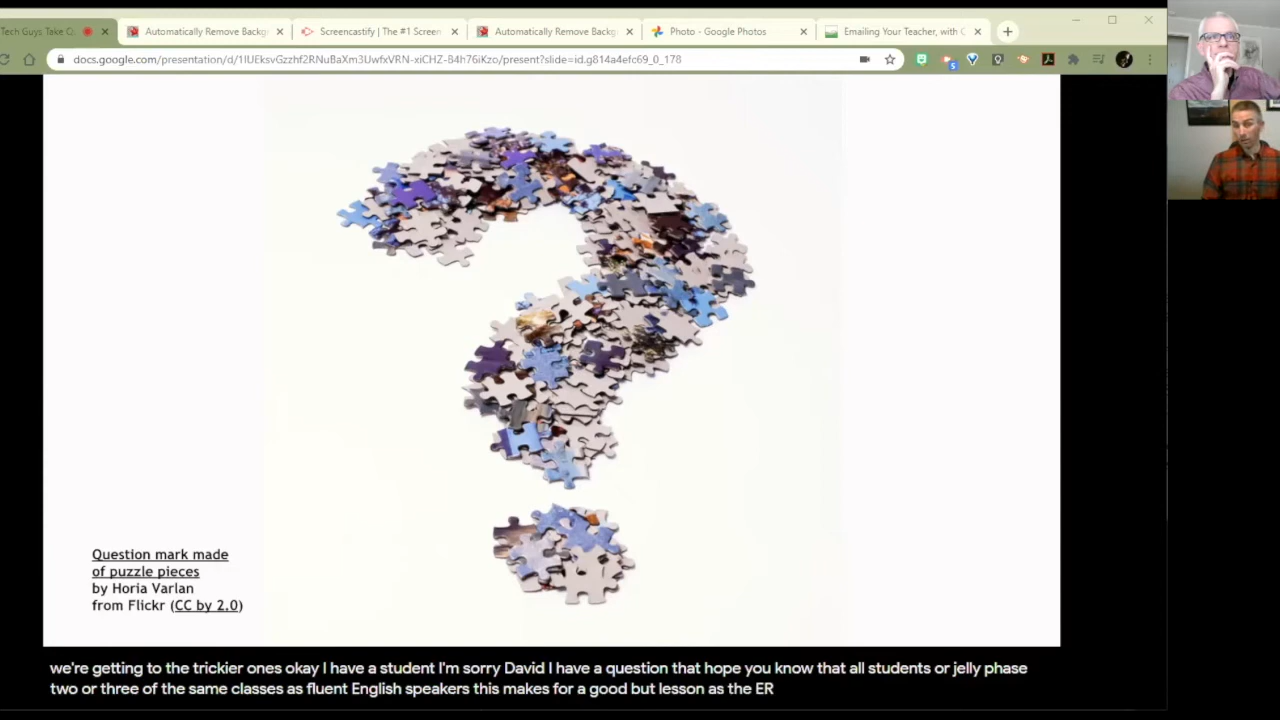 Tech Guys Take Q
Automatically Remove Backg
Screencastify | The #1 Screen
Automatically Remove Backg
Photo - Google Photos
Emailing Your Teacher, with C
docs.google.com/presentation/d/1IUEksvGzzhf2RNuBaXm3UwfxVRN-xiCHZ-B4h76iKzo/present?slide=id.g814a4efc69_0_178
5
Question mark made
of puzzle pieces
by Horia Varlan
from Flickr (CC by 2.0)
we're getting to the trickier ones okay I have a student I'm sorry David I have a question that hope you know that all students or jelly phase
two or three of the same classes as fluent English speakers this makes for a good but lesson as the ER